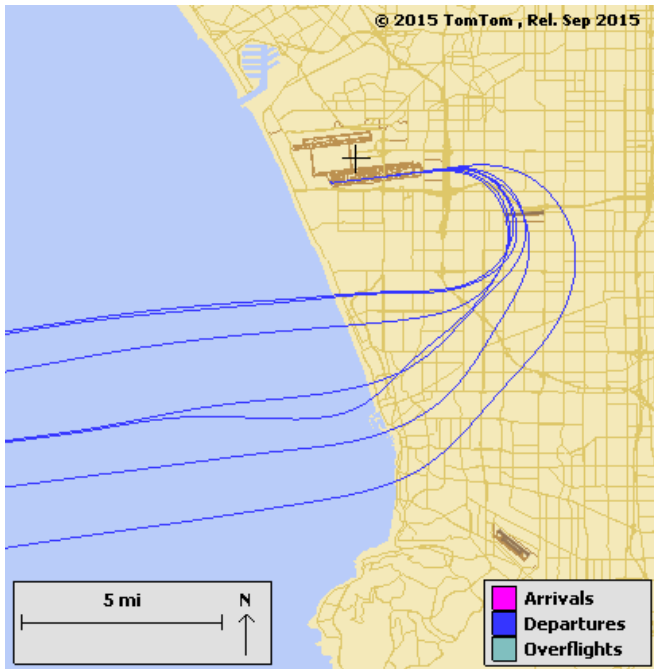 © 2015 TomTom , Rel. Sep 2015
5 mi
N
Arrivals
Departures
Overflights